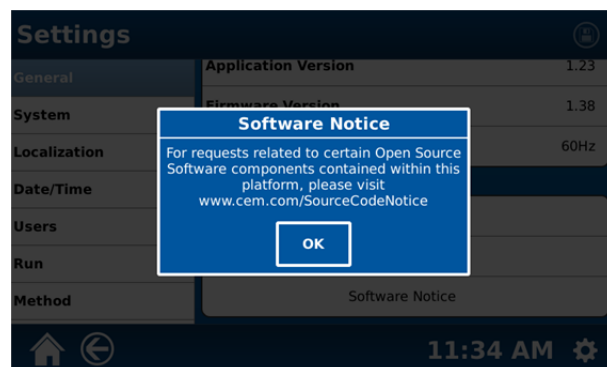 Settings
General
System
Localization
Date/Time
Users
Run
Method
Application Version 1.23
Firmware Version 1.38
60Hz
Software Notice
For requests related to certain Open Source
Software components contained within this
platform, please visit
www.cem.com/SourceCodeNotice
OK
Software Notice
11:34 AM